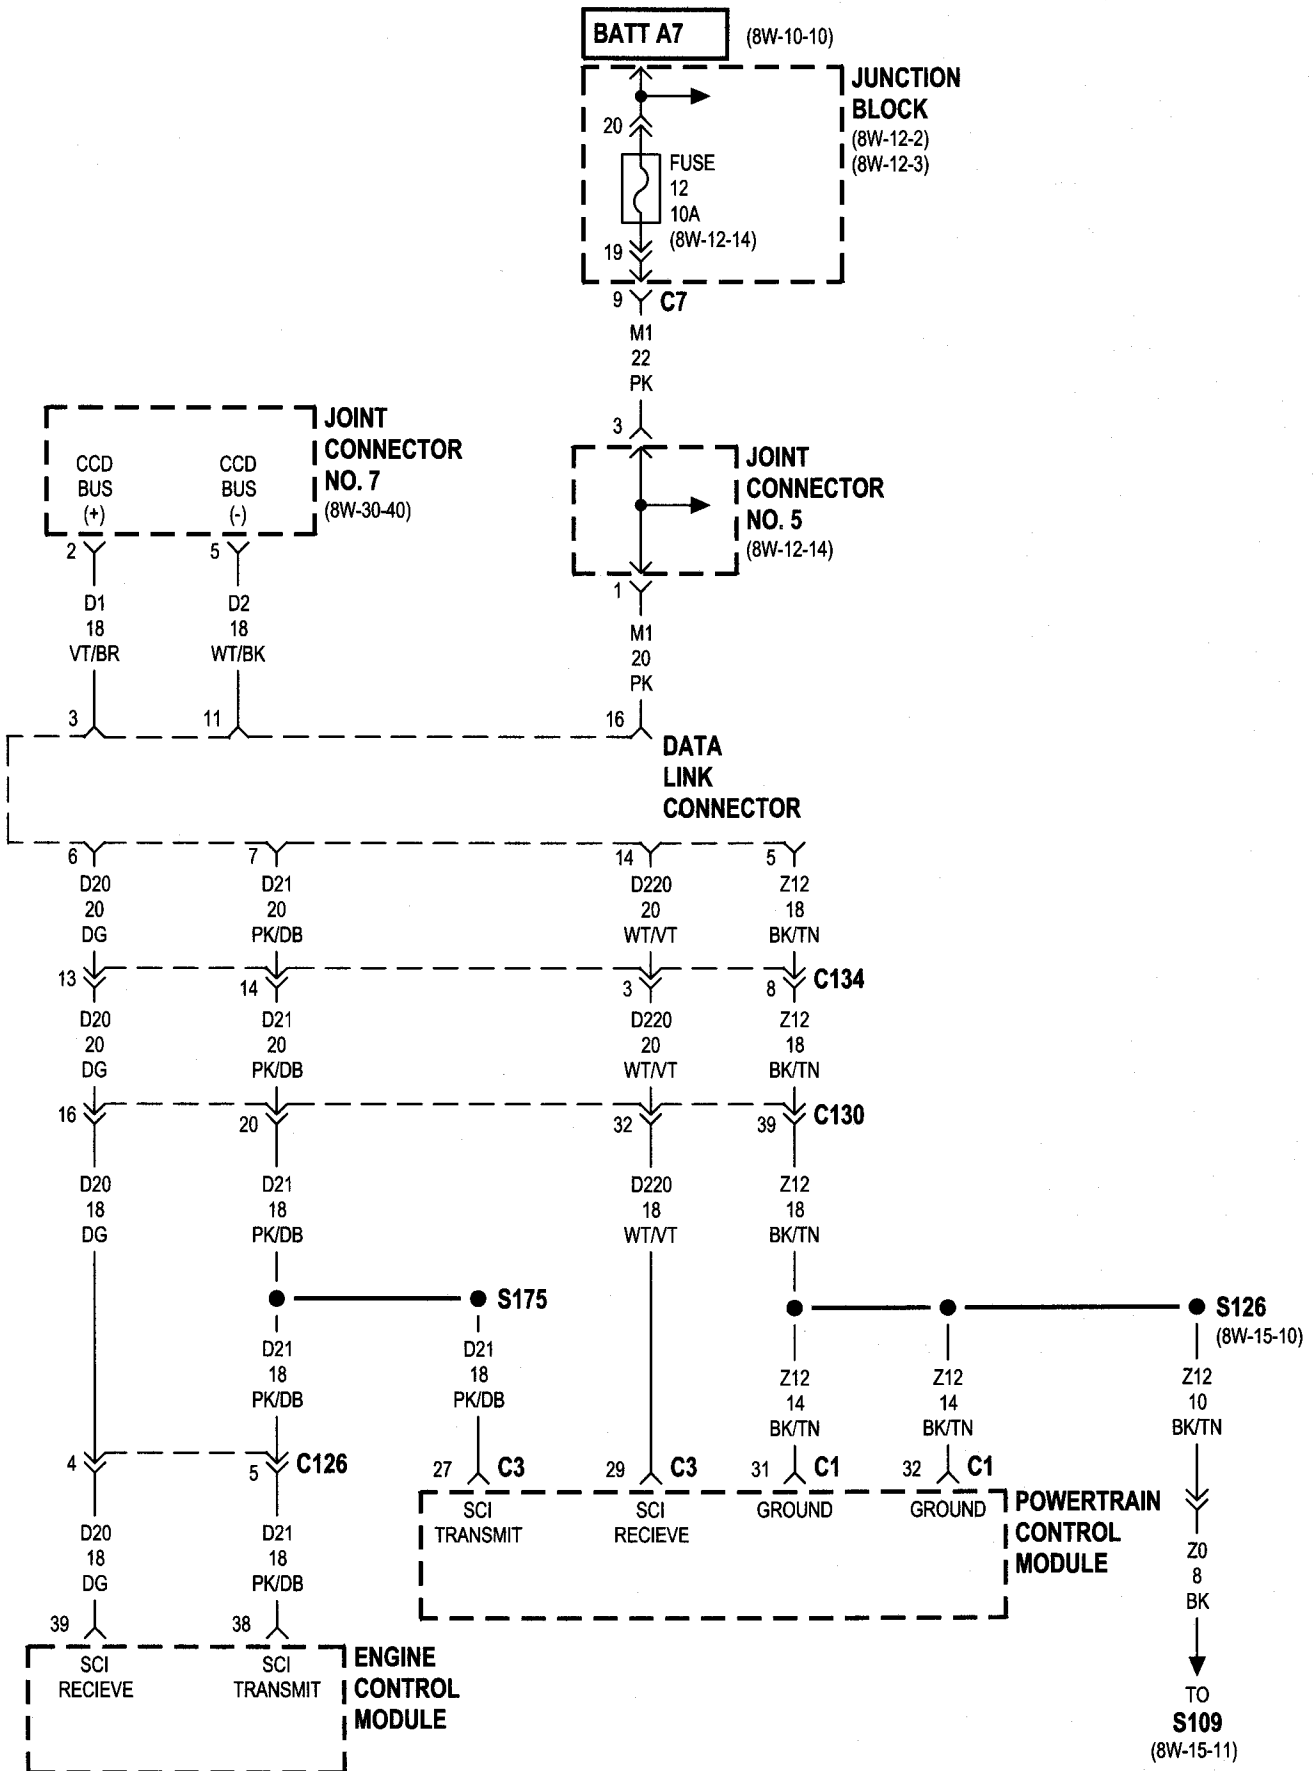 BATT A7 (8W-10-10)
JUNCTION
BLOCK
(8W-12-2)
(8W-12-3)
20
FUSE
12
10A
(8W-12-14)
19
9 C7
M1
22
PK
3
JOINT
CONNECTOR
NO. 7
(8W-30-40)
CCD
BUS
(+)
CCD
BUS
(-)
2 5
JOINT
CONNECTOR
NO. 5
(8W-12-14)
1
D1
18
VT/BR
D2
18
WT/BK
M1
20
PK
3 11 16
DATA
LINK
CONNECTOR
6 7 14 5
D20 D21 D220 Z12
20 20 20 18
DG PK/DB WT/VT BK/TN
13 14 3 8 C134
D20 D21 D220 Z12
20 20 20 18
DG PK/DB WT/VT BK/TN
16 20 32 39 C130
D20 D21 D220 Z12
18 18 18 18
DG PK/DB WT/VT BK/TN
S175
S126
(8W-15-10)
D21 D21
18 18
PK/DB PK/DB
Z12 Z12 Z12
14 14 10
BK/TN BK/TN BK/TN
4 5 C126
27 C3 29 C3 31 C1 32 C1
SCI
TRANSMIT
SCI
RECIEVE
GROUND
GROUND
POWERTRAIN
CONTROL
MODULE
D20 D21
18 18
DG PK/DB
Z0
8
BK
39 38
SCI
RECIEVE
SCI
TRANSMIT
ENGINE
CONTROL
MODULE
TO
S109
(8W-15-11)